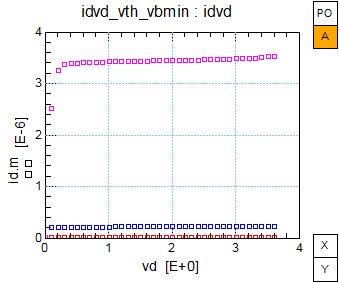 idvd_vth_vbmin : idvd
PO
A
4
3
2
1
0
id.m [E-6]
0 1 2 3 4
vd [E+0]
X
Y